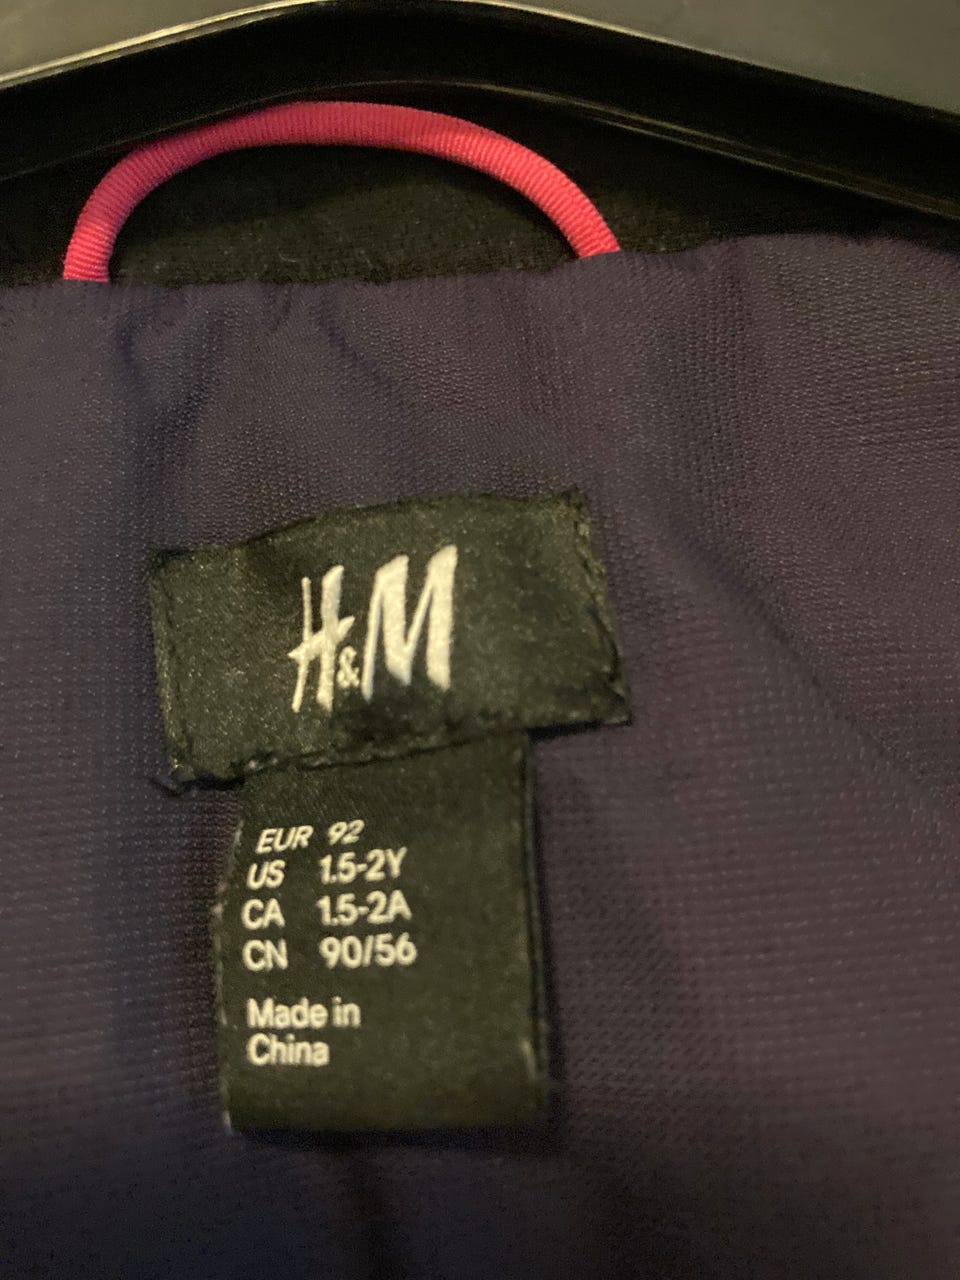 H&M
EUR 92
US 1.5-2Y
CA 1.5-2A
CN 90/56
Made in
China